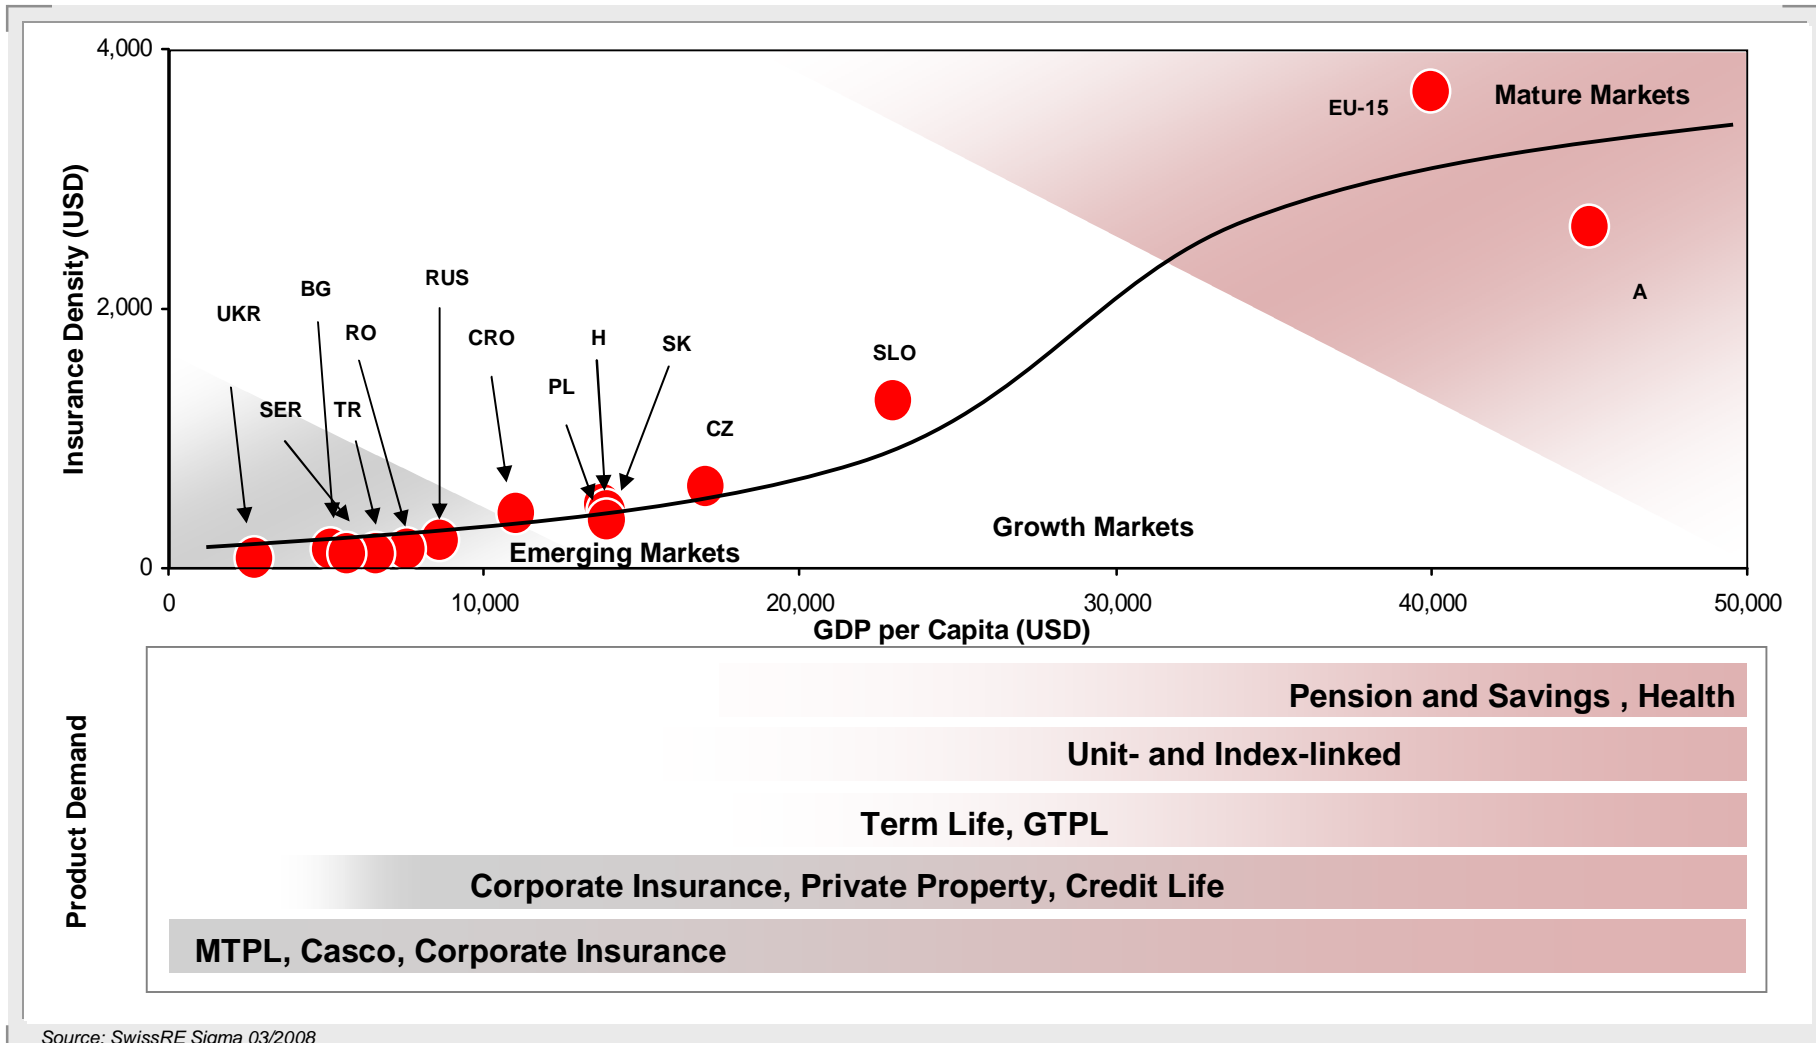 4,000
EU-15
Mature Markets
Insurance Density (USD)
RUS
BG
A
2,000
UKR
RO
CRO
H
SK
SLO
PL
SER
TR
CZ
Growth Markets
Emerging Markets
0
0
10,000
20,000
30,000
40,000
50,000
GDP per Capita (USD)
Product Demand
Pension and Savings , Health
Unit- and Index-linked
Term Life, GTPL
Corporate Insurance, Private Property, Credit Life
MTPL, Casco, Corporate Insurance
Source: SwissRE Sigma 03/2008